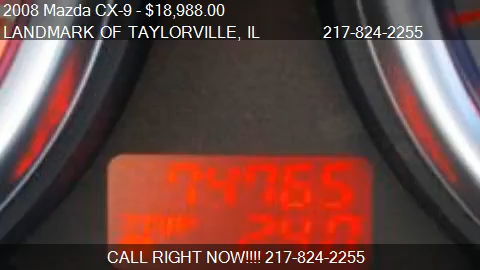 2008 Mazda CX-9 - $18,988.00
LANDMARK OF TAYLORVILLE, IL 217-824-2255
74765
CALL RIGHT NOW!!!! 217-824-2255